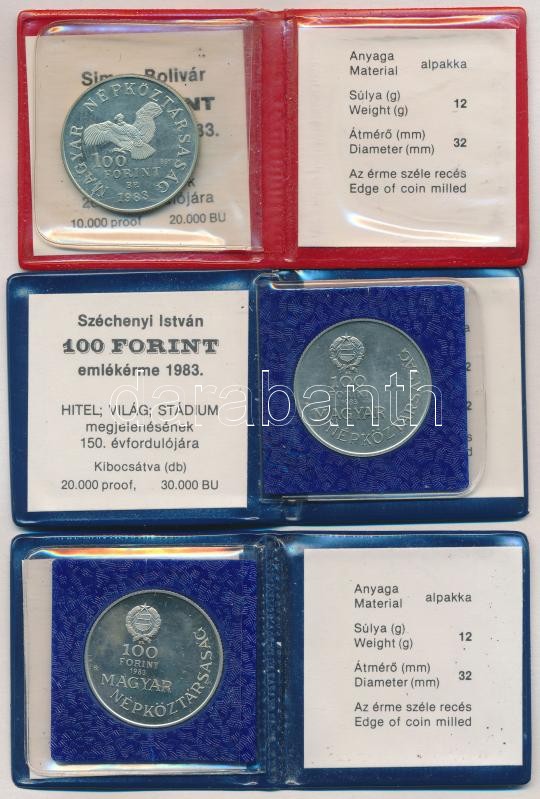 Simon Bolivár
MAGYAR NÉPKÖZTÁRSASÁG
100
FORINT
BP.
1983
10.000 proof 20.000 BU
Anyaga
Material alpakka
Súlya (g)
Weight (g) 12
Átmérő (mm)
Diameter (mm) 32
Az érme széle recés
Edge of coin milled
Széchenyi István
100 FORINT
emlékérme 1983.
HITEL; VILÁG; STÁDIUM
megjelenésének
150. évfordulójára
Kibocsátva (db)
20.000 proof, 30.000 BU
100
MAGYAR
NÉPKÖZTÁRSASÁG
darabanth
100
FORINT
1983
MAGYAR
NÉPKÖZTÁRSASÁG
Anyaga
Material alpakka
Súlya (g)
Weight (g) 12
Átmérő (mm)
Diameter (mm) 32
Az érme széle recés
Edge of coin milled